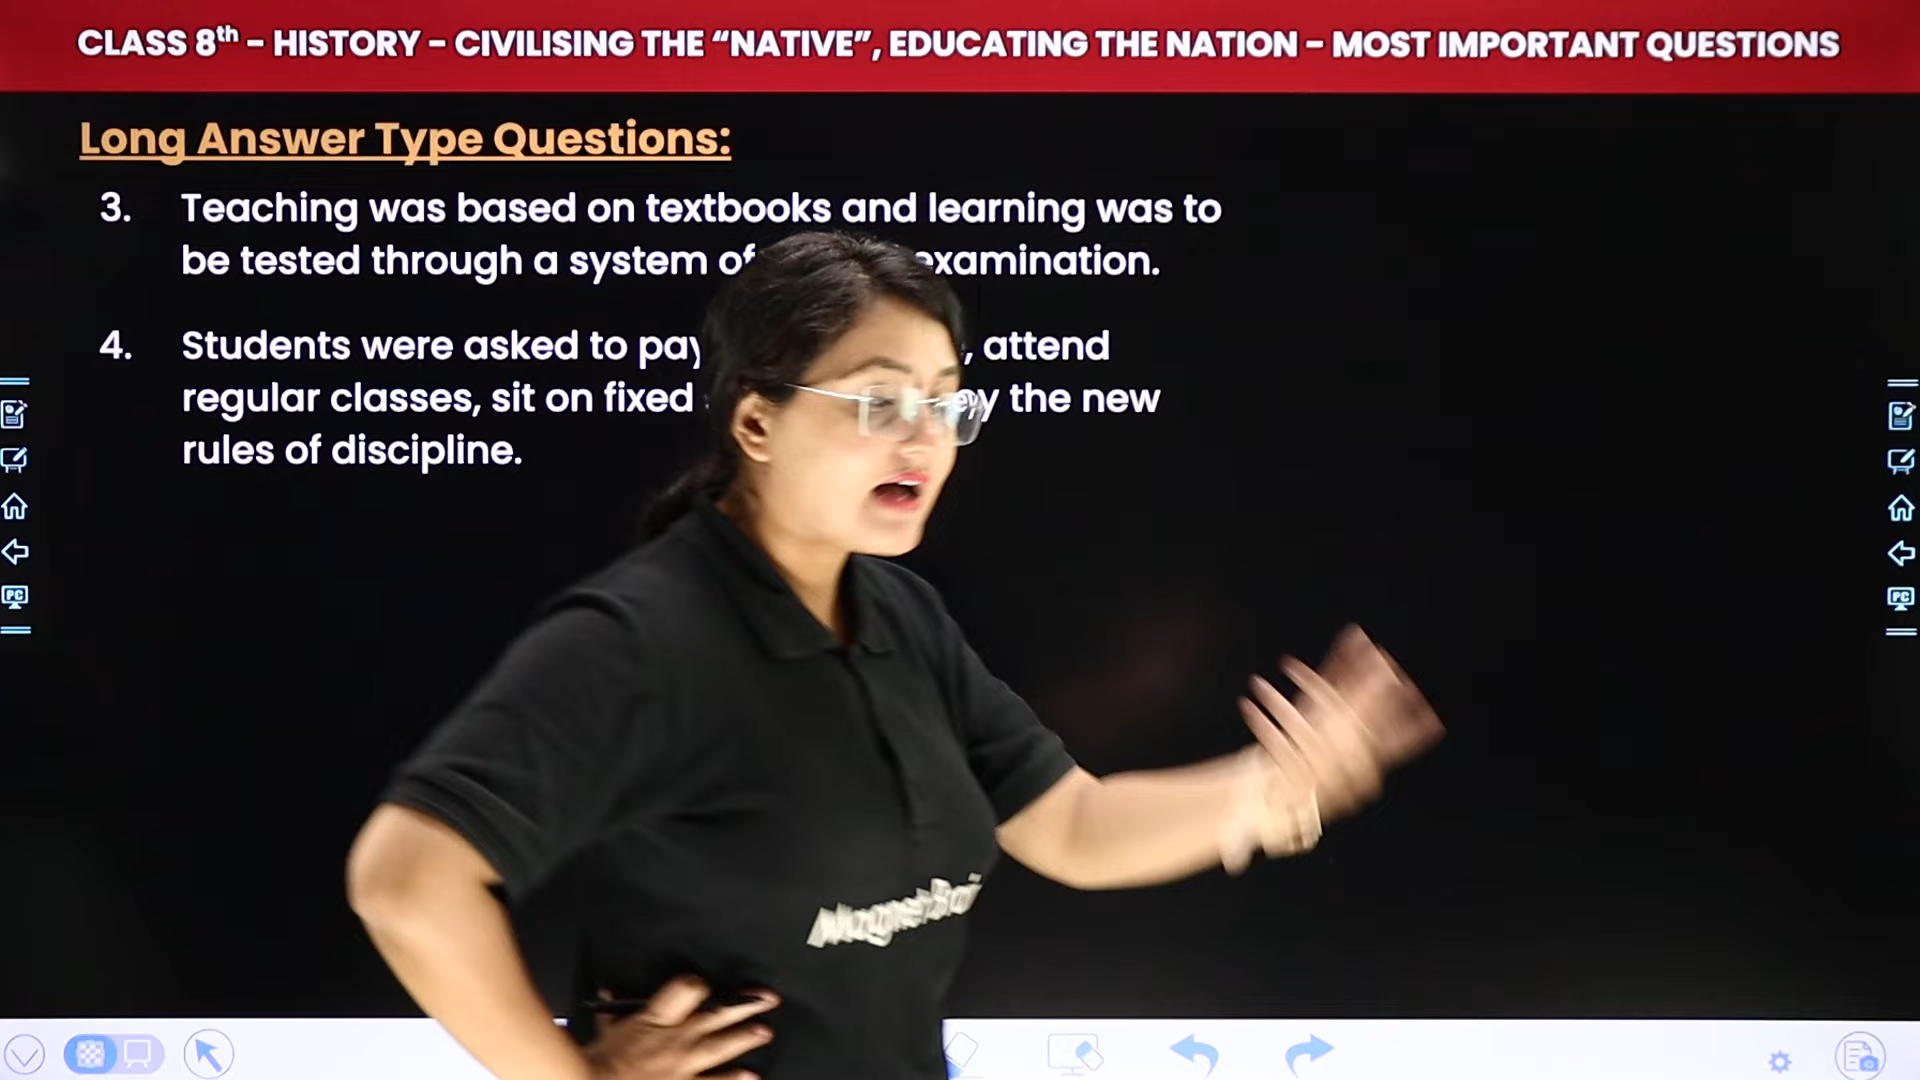 CLASS 8th – HISTORY – CIVILISING THE “NATIVE”, EDUCATING THE NATION – MOST IMPORTANT QUESTIONS
Long Answer Type Questions:
3. Teaching was based on textbooks and learning was to
be tested through a system of examination.
4. Students were asked to pay , attend
regular classes, sit on fixed the new
rules of discipline.
PC
PC